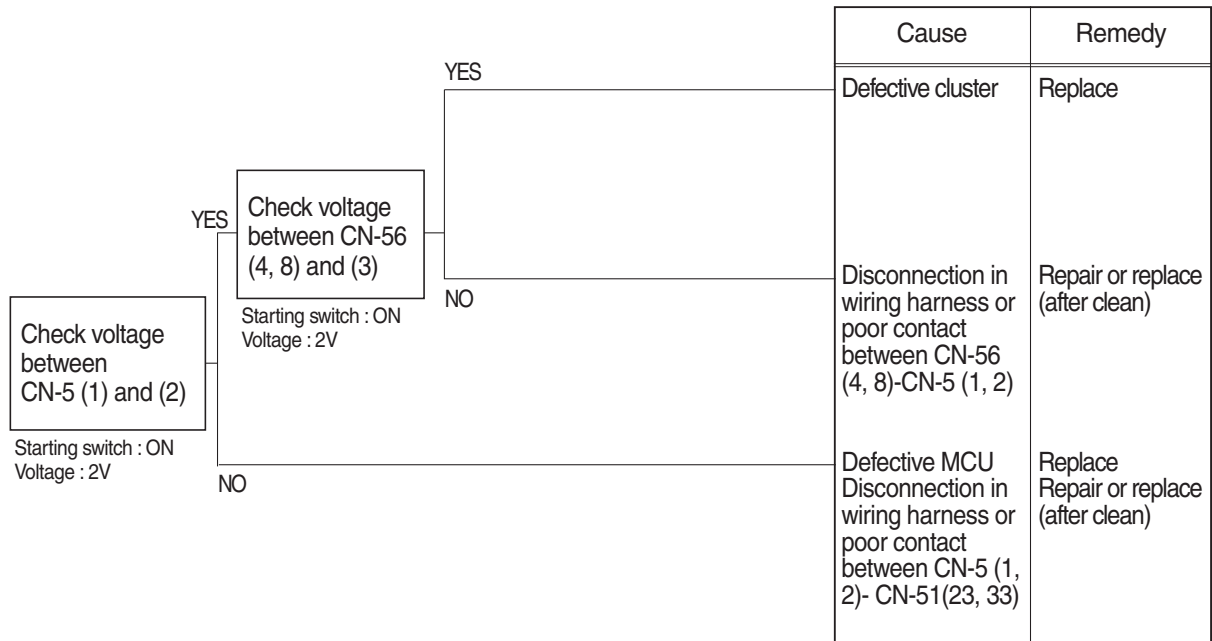 Cause
Remedy
YES
Defective cluster
Replace
YES
Check voltage
between CN-56
(4, 8) and (3)
Starting switch : ON
Voltage : 2V
NO
Disconnection in
wiring harness or
poor contact
between CN-56
(4, 8)-CN-5 (1, 2)
Repair or replace
(after clean)
Check voltage
between
CN-5 (1) and (2)
Starting switch : ON
Voltage : 2V
NO
Defective MCU
Disconnection in
wiring harness or
poor contact
between CN-5 (1,
2)- CN-51(23, 33)
Replace
Repair or replace
(after clean)